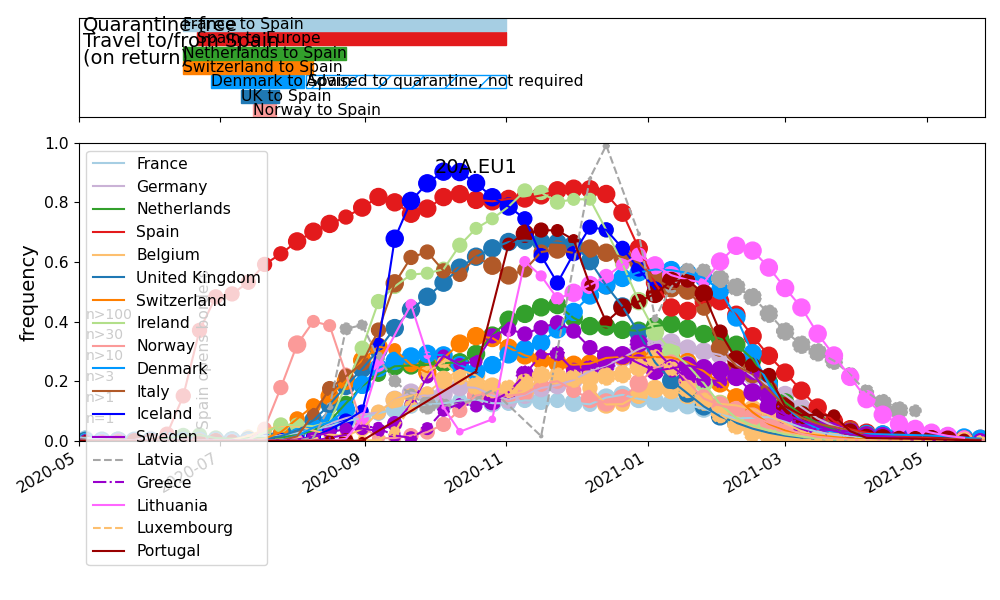 Quarantine-free
Travel to/from Spain
(on return)
France to Spain
Spain to Europe
Netherlands to Spain
Switzerland to Spain
Denmark to Spain
Advised to quarantine, not required
UK to Spain
Norway to Spain
20A.EU1
frequency
1.0
0.8
0.6
0.4
0.2
0.0
France
Germany
Netherlands
Spain
Belgium
United Kingdom
Switzerland
Ireland
Norway
Denmark
Italy
Iceland
Sweden
Latvia
Greece
Lithuania
Luxembourg
Portugal
n>100
n>30
n>10
n>3
n>1
n=1
Spain opens borders
2020-05
2020-07
2020-09
2020-11
2021-01
2021-03
2021-05